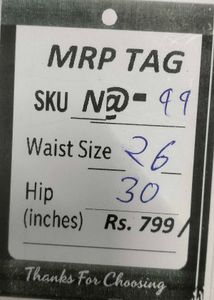 MRP TAG
SKU N@-99
Waist Size 26
Hip 30
(inches) Rs. 799/
Thanks For Choosing